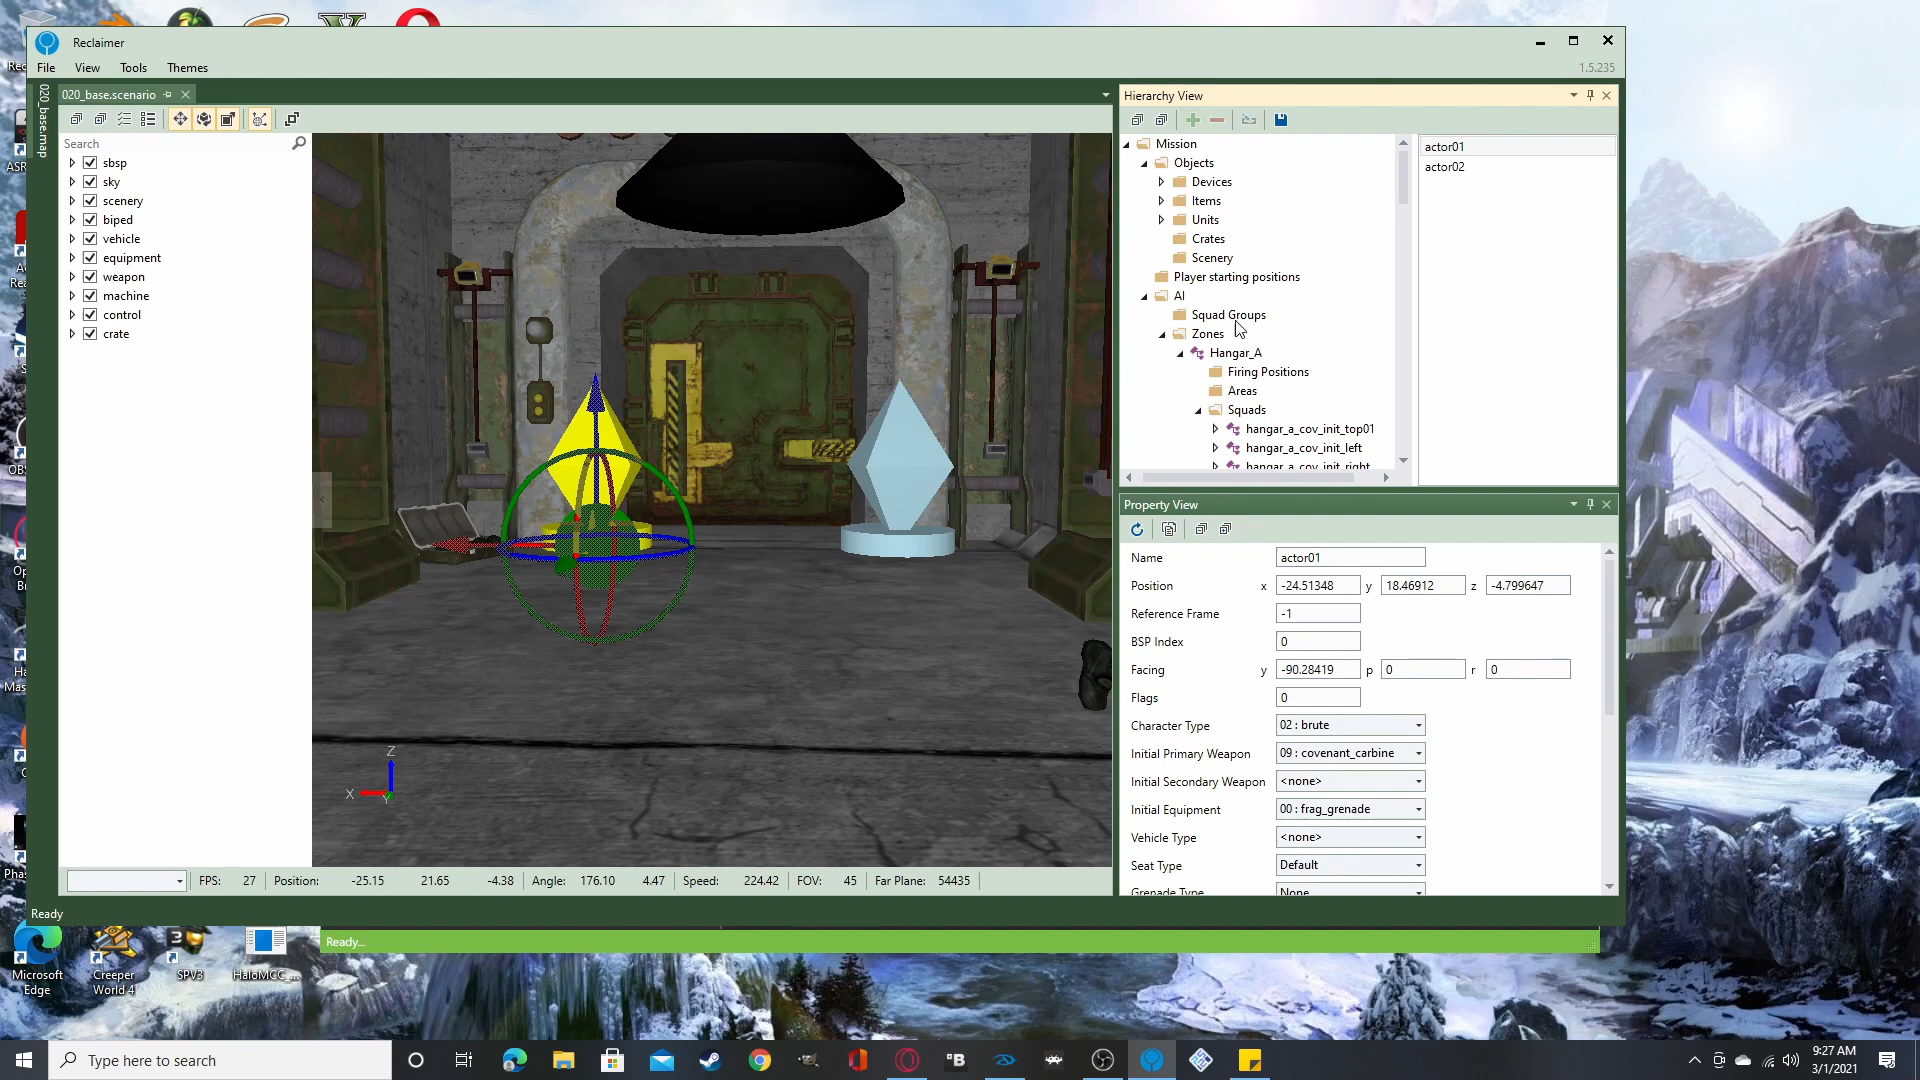 Reclaimer
File View Tools Themes
1.5.235
020_base.map
020_base.scenario
Search
sbsp
sky
scenery
biped
vehicle
equipment
weapon
machine
control
crate
Z
X
Y
FPS: 27 Position: -25.15 21.65 -4.38 Angle: 176.10 4.47 Speed: 224.42 FOV: 45 Far Plane: 54435
Ready
Hierarchy View
Mission
Objects
Devices
Items
Units
Crates
Scenery
Player starting positions
AI
Squad Groups
Zones
Hangar_A
Firing Positions
Areas
Squads
hangar_a_cov_init_top01
hangar_a_cov_init_left
hangar_a_cov_init_right
actor01
actor02
Property View
Name actor01
Position x -24.51348 y 18.46912 z -4.799647
Reference Frame -1
BSP Index 0
Facing y -90.28419 p 0 r 0
Flags 0
Character Type 02 : brute
Initial Primary Weapon 09 : covenant_carbine
Initial Secondary Weapon <none>
Initial Equipment 00 : frag_grenade
Vehicle Type <none>
Seat Type Default
Grenade Type None
Ready...
Microsoft Edge
Creeper World 4
SPV3
HaloMCC_...
Type here to search
9:27 AM
3/1/2021